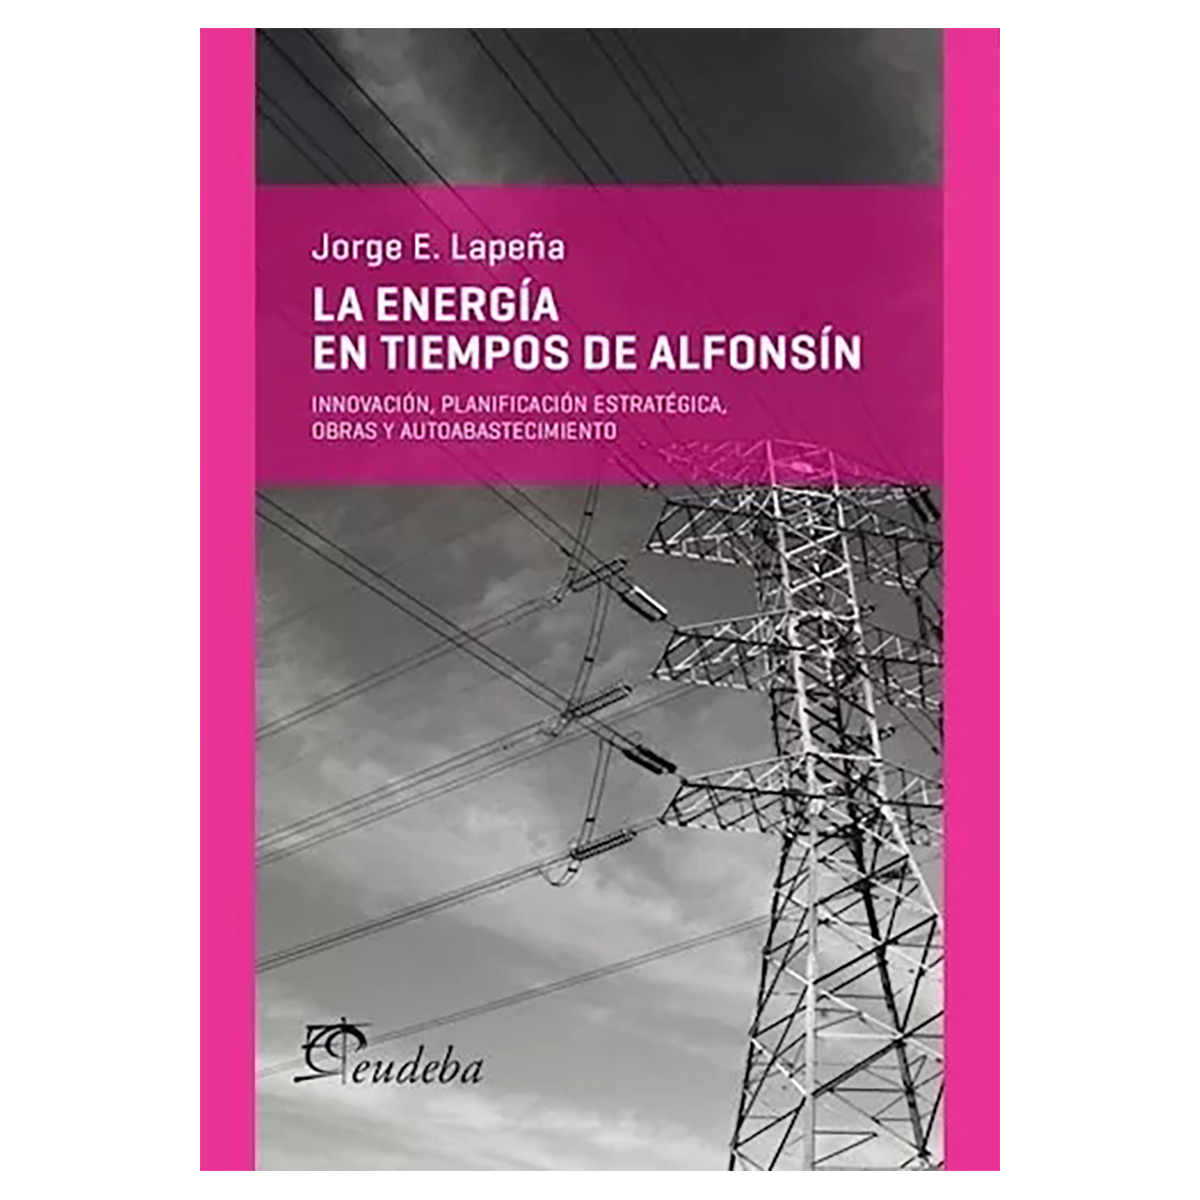 Jorge E. Lapeña
LA ENERGÍA
EN TIEMPOS DE ALFONSÍN
INNOVACIÓN, PLANIFICACIÓN ESTRATÉGICA,
OBRAS Y AUTOABASTECIMIENTO
eudeba